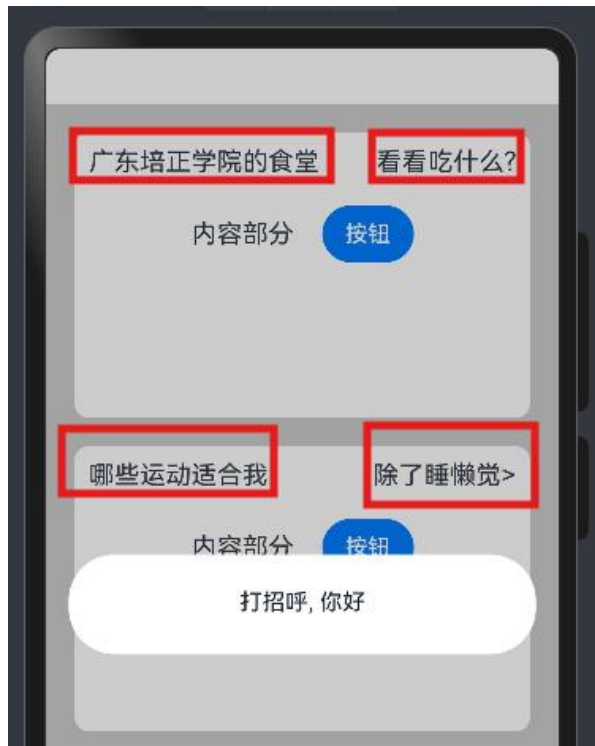 广东培正学院的食堂 看看吃什么?
内容部分 按钮
哪些运动适合我 除了睡懒觉>
内容部分 按钮
打招呼, 你好